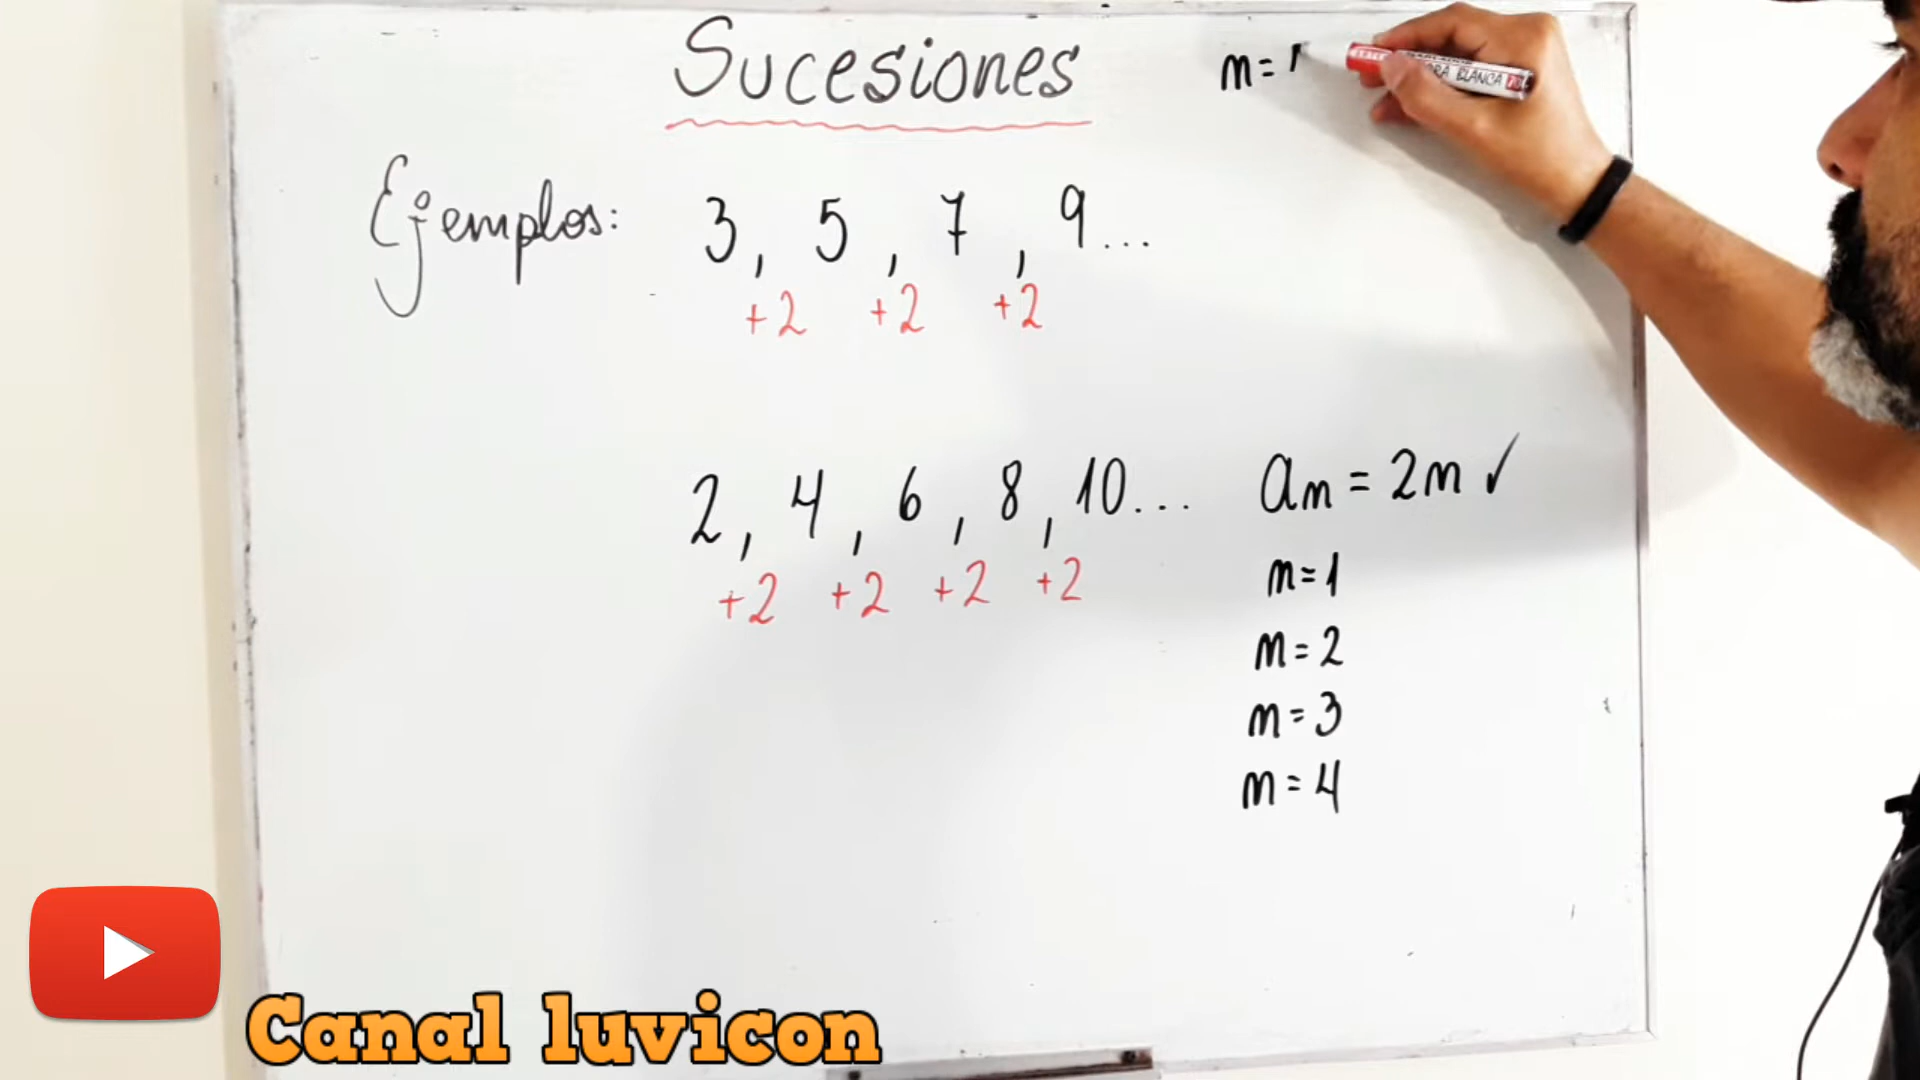 Sucesiones
m = 1
Ejemplos: 3, 5, 7, 9...
+2 +2 +2
2, 4, 6, 8, 10... am = 2m ✓
+2 +2 +2 +2
m = 1
m = 2
m = 3
m = 4
BLANCA
Canal luvicon